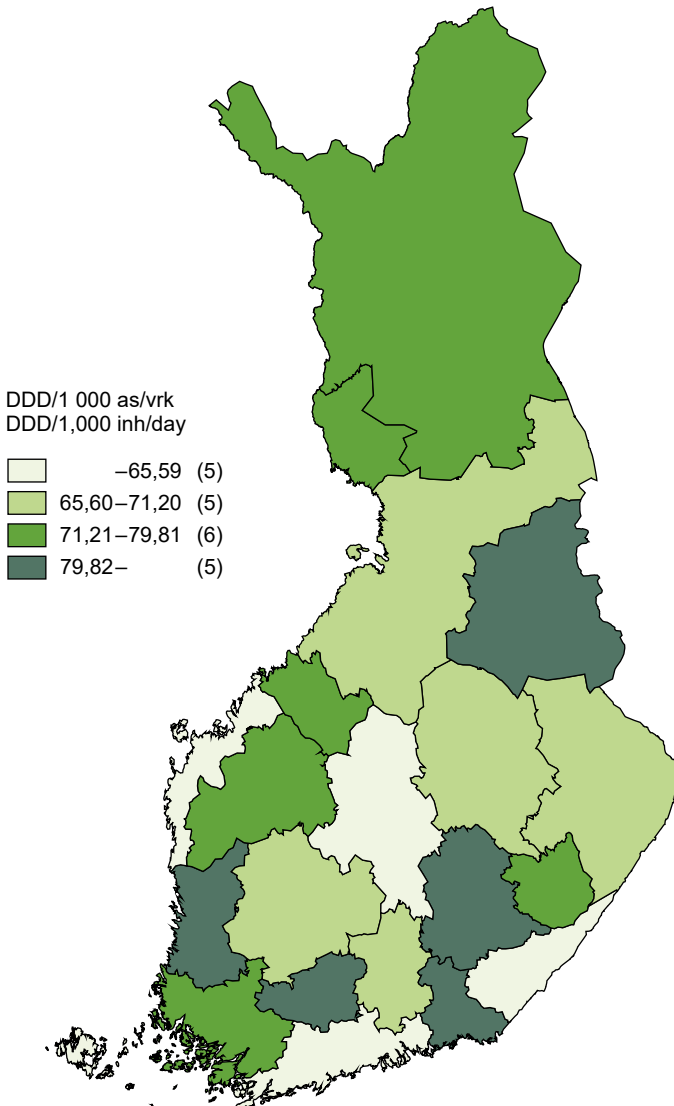 DDD/1 000 as/vrk
DDD/1,000 inh/day
–65,59 (5)
65,60–71,20 (5)
71,21–79,81 (6)
79,82– (5)